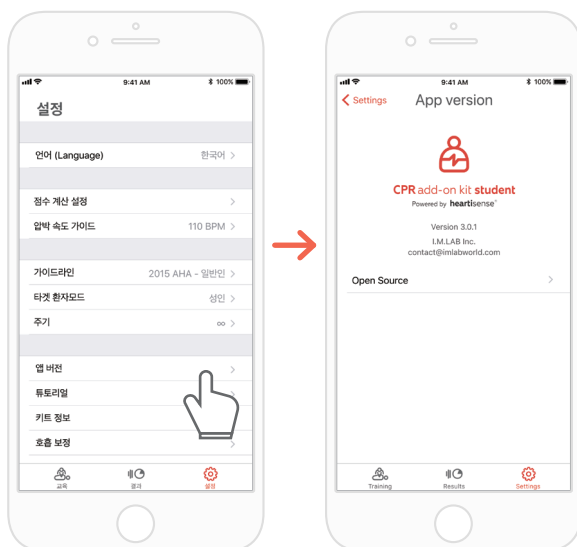 9:41 AM
100%
설정
언어 (Language)
한국어
점수 계산 설정
압박 속도 가이드
110 BPM
가이드라인
2015 AHA - 일반인
타겟 환자모드
성인
주기
∞
앱 버전
튜토리얼
키트 정보
호흡 보정
교육
결과
설정
9:41 AM
100%
Settings
App version
CPR add-on kit student
Powered by heartisense
Version 3.0.1
I.M.LAB Inc.
contact@imlabworld.com
Open Source
Training
Results
Settings